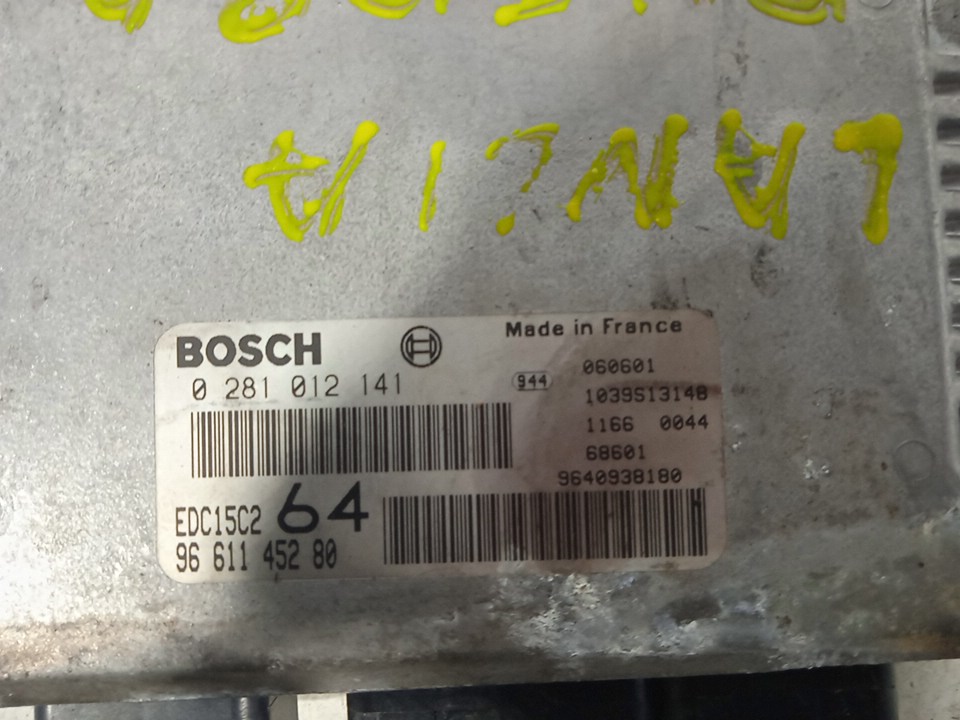 LANCIA
BOSCH
Made in France
0 281 012 141
944
060601
1039S13148
1166 0044
68601
9640938180
EDC15C2 64
96 611 452 80